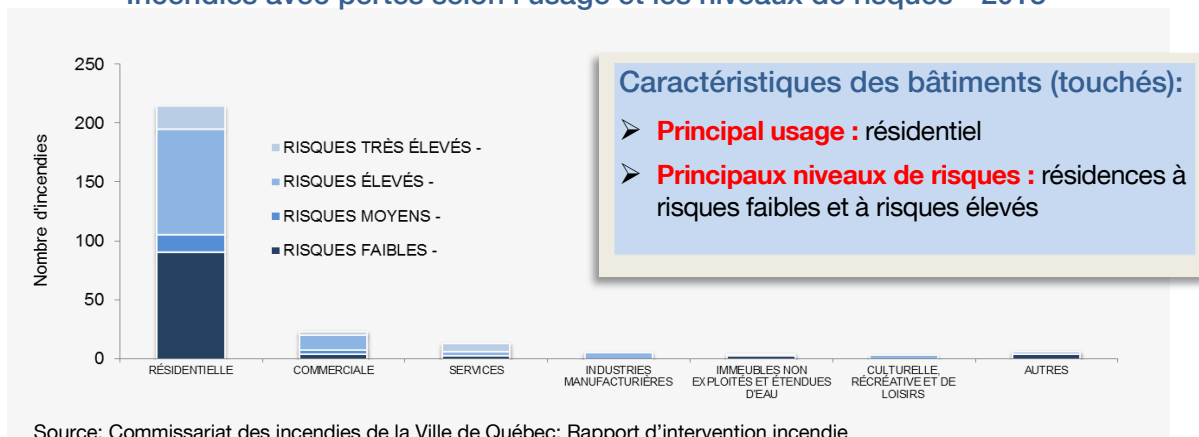 250
200
150
100
50
0
Nombre d'incendies
RISQUES TRÈS ÉLEVÉS -
RISQUES ÉLEVÉS -
RISQUES MOYENS -
RISQUES FAIBLES -
Caractéristiques des bâtiments (touchés):
➢ Principal usage : résidentiel
➢ Principaux niveaux de risques : résidences à
risques faibles et à risques élevés
RÉSIDENTIELLE
COMMERCIALE
SERVICES
INDUSTRIES
MANUFACTURIÈRES
IMMEUBLES NON
EXPLOITÉS ET ÉTENDUES
D'EAU
CULTURELLE,
RÉCRÉATIVE ET DE
LOISIRS
AUTRES
Source: Commissariat des incendies de la Ville de Québec; Rapport d'intervention incendie